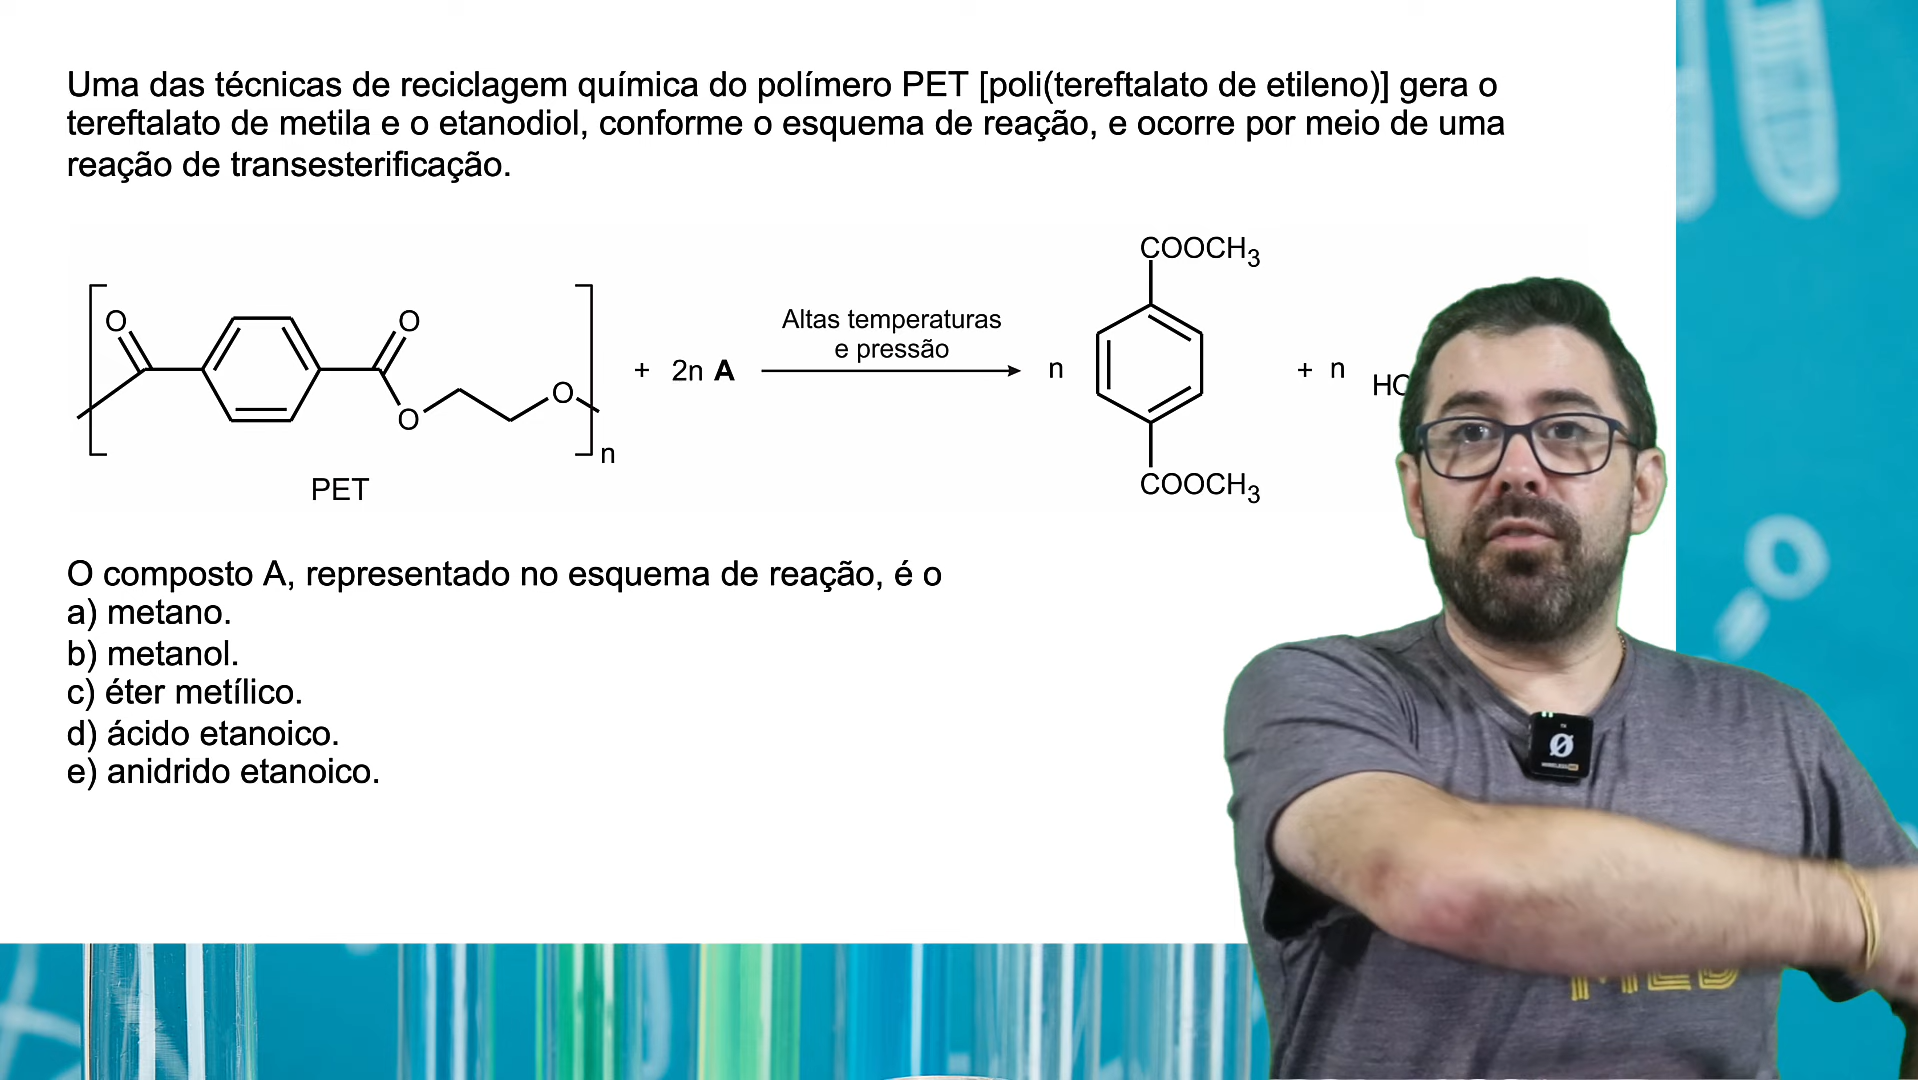 Uma das técnicas de reciclagem química do polímero PET [poli(tereftalato de etileno)] gera o
tereftalato de metila e o etanodiol, conforme o esquema de reação, e ocorre por meio de uma
reação de transesterificação.
COOCH3
O
O
Altas temperaturas
e pressão
+ 2n A
n
+ n
O
O
n
PET
COOCH3
O composto A, representado no esquema de reação, é o
a) metano.
b) metanol.
c) éter metílico.
d) ácido etanoico.
e) anidrido etanoico.